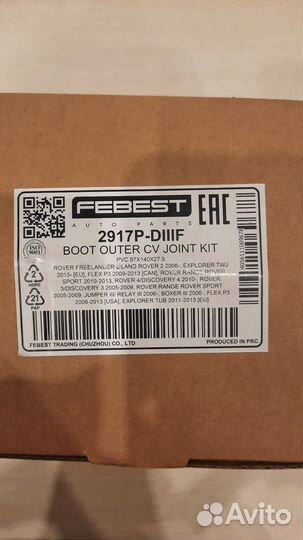 FEBEST
AUTO PARTS
EAC
2917P-DIIIF
BOOT OUTER CV JOINT KIT
PVC 97X140X27.5
ROVER FREELANDER 2/LAND ROVER 2 2006-, EXPLORER TWJ
2013- [EU], FLEX P3 2009-2013 [CAN], ROVER RANGE ROVER
SPORT 2010-2013, ROVER 4/DISCOVERY 4 2010-, ROVER
3/DISCOVERY 3 2005-2009, ROVER RANGE ROVER SPORT
2005-2009, JUMPER III/ RELAY III 2006-, BOXER III 2006-, FLEX P3
2009-2013 [USA], EXPLORER TUB 2011-2013 [EU]
ISO
9001
2
HDPE
21
PAP
FEBEST TRADING (CHUZHOU) CO., LTD.
PRODUCED IN PRC
Avito